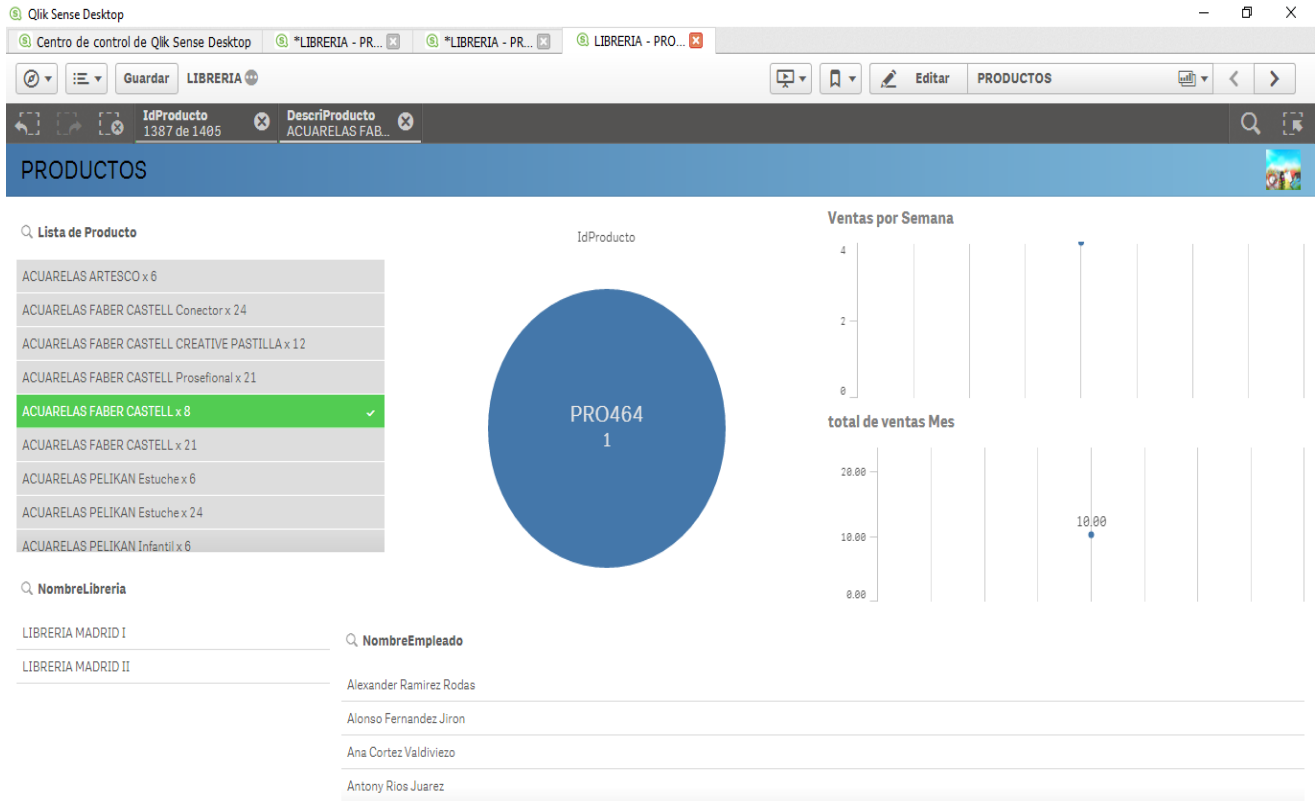 Qlik Sense Desktop
Centro de control de Qlik Sense Desktop *LIBRERIA - PR... *LIBRERIA - PR... LIBRERIA - PRO...
Guardar LIBRERIA Editar PRODUCTOS
IdProducto
1387 de 1405
DescriProducto
ACUARELAS FAB...
PRODUCTOS
Lista de Producto
ACUARELAS ARTESCO x 6
ACUARELAS FABER CASTELL Conector x 24
ACUARELAS FABER CASTELL CREATIVE PASTILLA x 12
ACUARELAS FABER CASTELL Prosefional x 21
ACUARELAS FABER CASTELL x 8
ACUARELAS FABER CASTELL x 21
ACUARELAS PELIKAN Estuche x 6
ACUARELAS PELIKAN Estuche x 24
ACUARELAS PELIKAN Infantil x 6
IdProducto
PRO464
1
Ventas por Semana
4
2
0
total de ventas Mes
20.00
10.00
10.00
0.00
NombreLibreria
LIBRERIA MADRID I
LIBRERIA MADRID II
NombreEmpleado
Alexander Ramirez Rodas
Alonso Fernandez Jiron
Ana Cortez Valdiviezo
Antony Rios Juarez